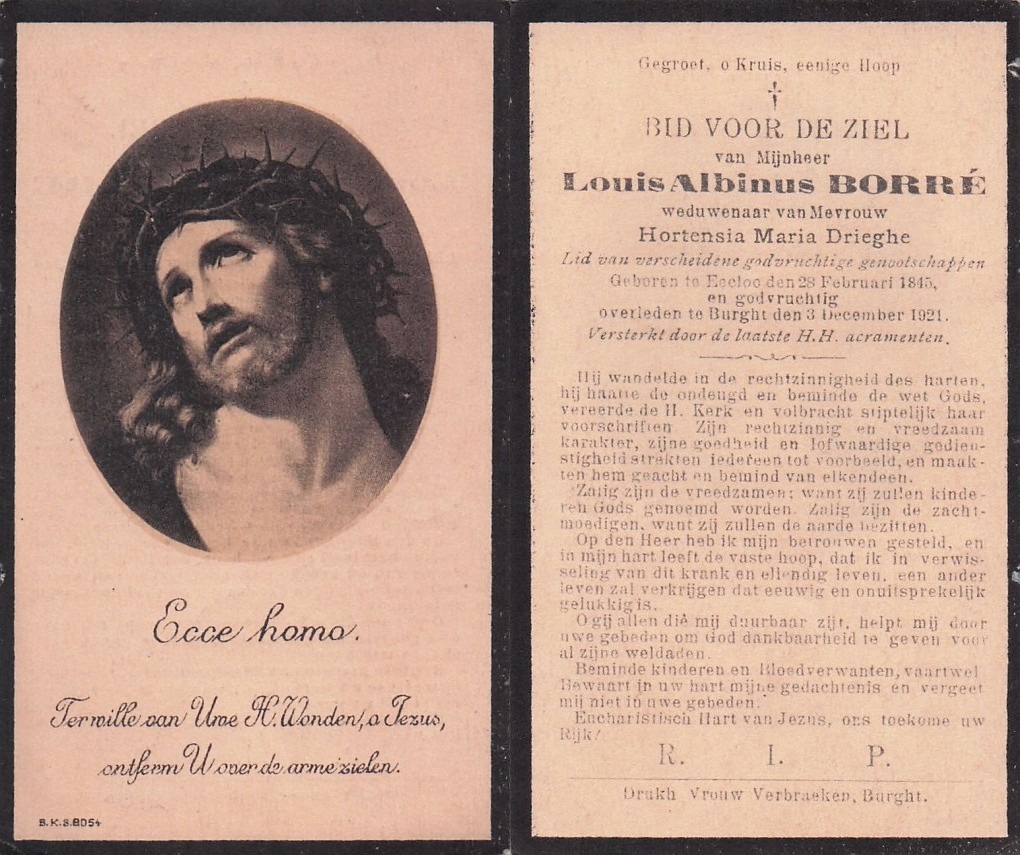 Ecce homo.
Ter wille van Uwe H. Wonden, o Jezus,
ontferm U over de arme zielen.
B.K.S.8054
Gegroet, o Kruis, eenige Hoop
†
BID VOOR DE ZIEL
van Mijnheer
Louis Albinus BORRÉ
weduwenaar van Mevrouw
Hortensia Maria Drieghe
Lid van verscheidene godvruchtige genootschappen
Geboren te Eecloo den 28 Februari 1845,
en godvruchtig
overleden te Burght den 3 December 1921.
Versterkt door de laatste H.H. acramenten.
Hij wandelde in de rechtzinnigheid des harten,
hij haatte de ondeugd en beminde de wet Gods,
vereerde de H. Kerk en volbracht stiptelijk haar
voorschriften Zijn rechtzinnig en vreedzaam
karakter, zijne goedheid en lofwaardige gedien-
stigheid strekten iedereen tot voorbeeld, en maak-
ten hem geacht en bemind van elkendeen.
Zalig zijn de vreedzamen; want zij zullen kinde-
ren Gods genoemd worden. Zalig zijn de zacht-
moedigen, want zij zullen de aarde bezitten.
Op den Heer heb ik mijn betrouwen gesteld, en
in mijn hart leeft de vaste hoop, dat ik in verwis-
seling van dit krank en ellendig leven, een ander
leven zal verkrijgen dat eeuwig en onuitsprekelijk
gelukkig is.
O gij allen die mij duurbaar zijt, helpt mij door
uwe gebeden om God dankbaarheid te geven voor
al zijne weldaden.
Beminde kinderen en Bloedverwanten, vaartwel
Bewaart in uw hart mijne gedachtenis en vergeet
mij niet in uwe gebeden.
Eucharistisch Hart van Jezus, ons toekome uw
Rijk!
R. I. P.
Drukk Vrouw Verbraeken, Burght.